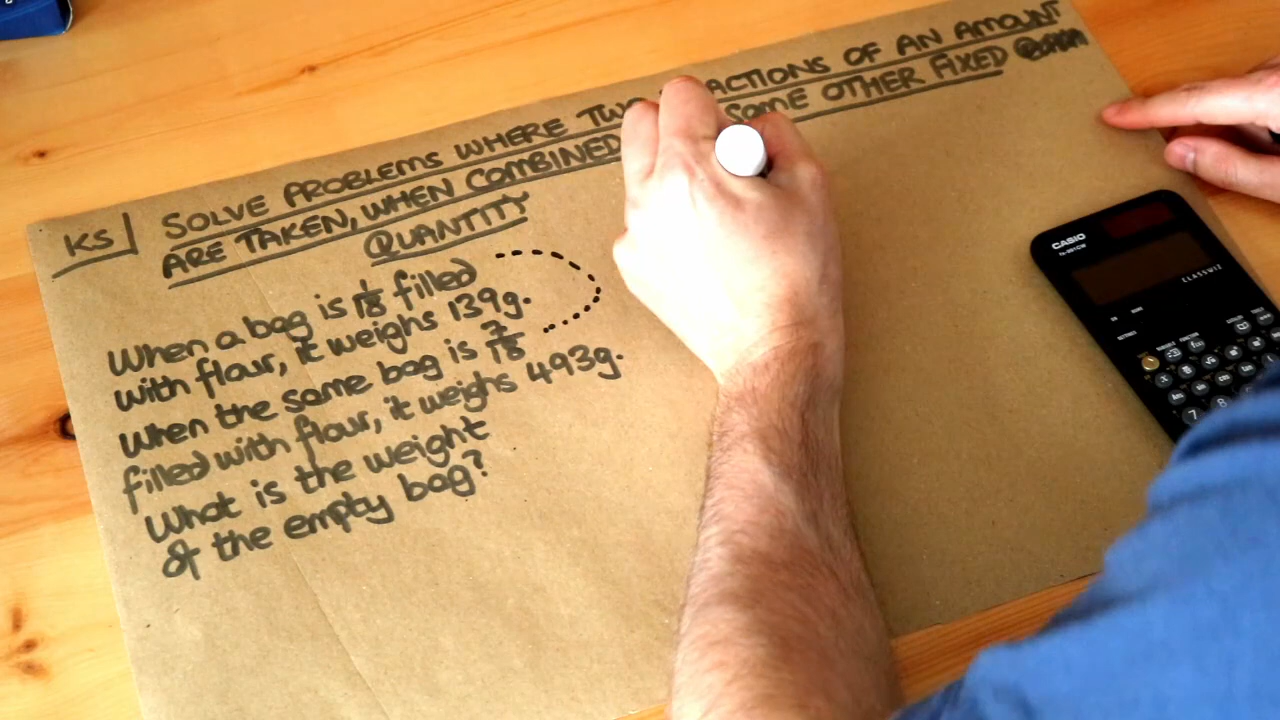 KS
SOLVE PROBLEMS WHERE TWO ACTIONS OF AN AMOUNT
ARE TAKEN, WHEN COMBINED SOME OTHER FIXED
QUANTITY
When a bag is 1/18 filled
with flour, it weighs 139g.
When the same bag is 7/18
filled with flour, it weighs 493g.
What is the weight
of the empty bag?
CASIO
CLASSWIZ
7 8